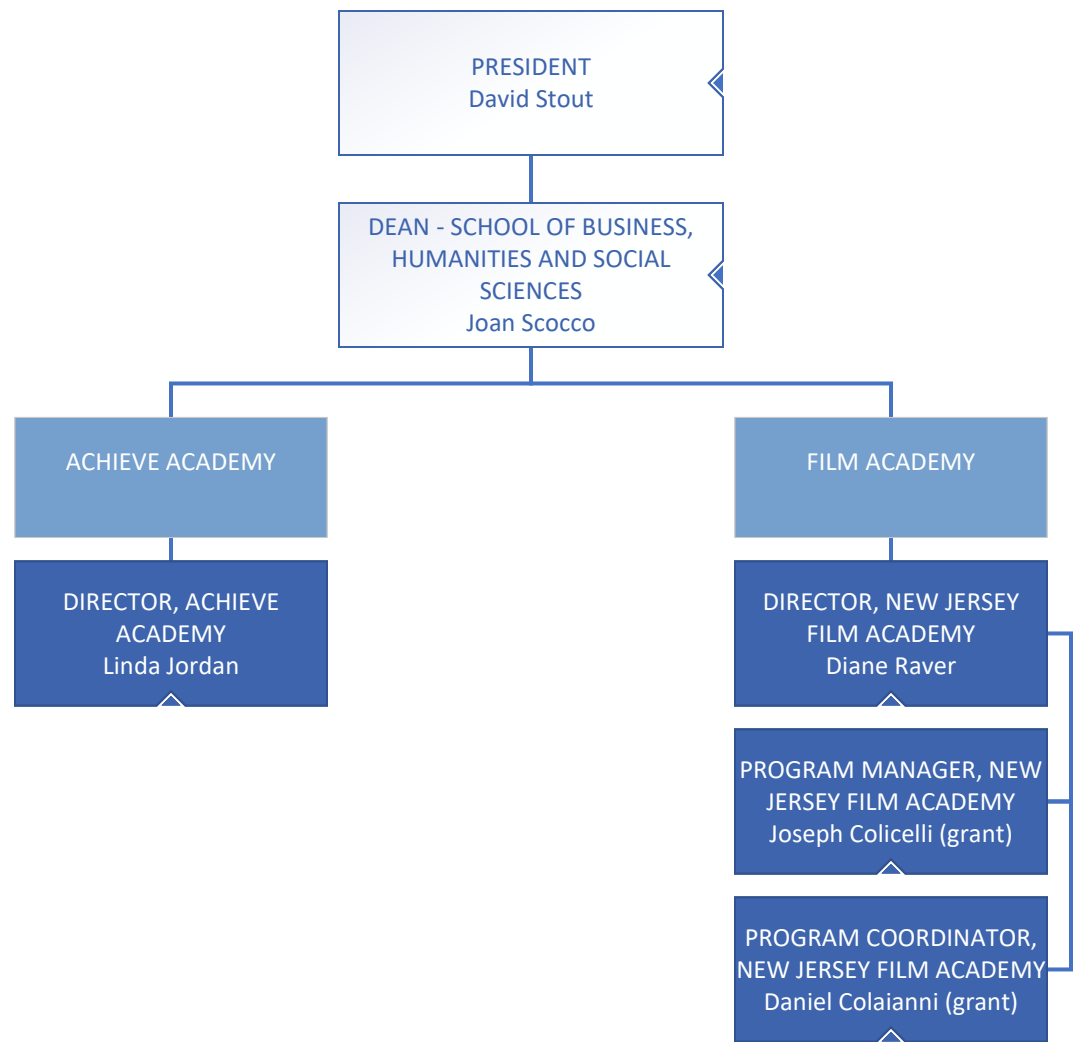 PRESIDENT
David Stout
DEAN - SCHOOL OF BUSINESS,
HUMANITIES AND SOCIAL
SCIENCES
Joan Scocco
ACHIEVE ACADEMY
FILM ACADEMY
DIRECTOR, ACHIEVE
ACADEMY
Linda Jordan
DIRECTOR, NEW JERSEY
FILM ACADEMY
Diane Raver
PROGRAM MANAGER, NEW
JERSEY FILM ACADEMY
Joseph Colicelli (grant)
PROGRAM COORDINATOR,
NEW JERSEY FILM ACADEMY
Daniel Colaianni (grant)